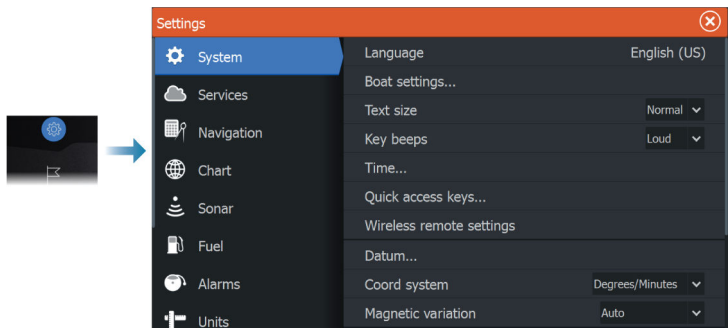 Settings
System
Services
Navigation
Chart
Sonar
Fuel
Alarms
Units
Language English (US)
Boat settings...
Text size Normal
Key beeps Loud
Time...
Quick access keys...
Wireless remote settings
Datum...
Coord system Degrees/Minutes
Magnetic variation Auto